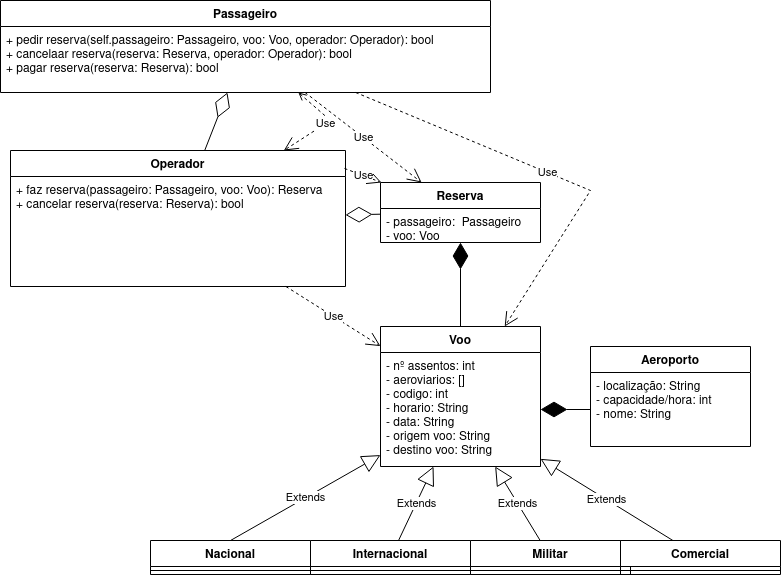 Passageiro
+ pedir reserva(self.passageiro: Passageiro, voo: Voo, operador: Operador): bool
+ cancelaar reserva(reserva: Reserva, operador: Operador): bool
+ pagar reserva(reserva: Reserva): bool
Use
Use
Use
Use
Operador
+ faz reserva(passageiro: Passageiro, voo: Voo): Reserva
+ cancelar reserva(reserva: Reserva): bool
Reserva
- passageiro:  Passageiro
- voo: Voo
Use
Voo
- nº assentos: int
- aeroviarios: []
- codigo: int
- horario: String
- data: String
- origem voo: String
- destino voo: String
Aeroporto
- localização: String
- capacidade/hora: int
- nome: String
Extends
Extends
Extends
Extends
Nacional
Internacional
Militar
Comercial